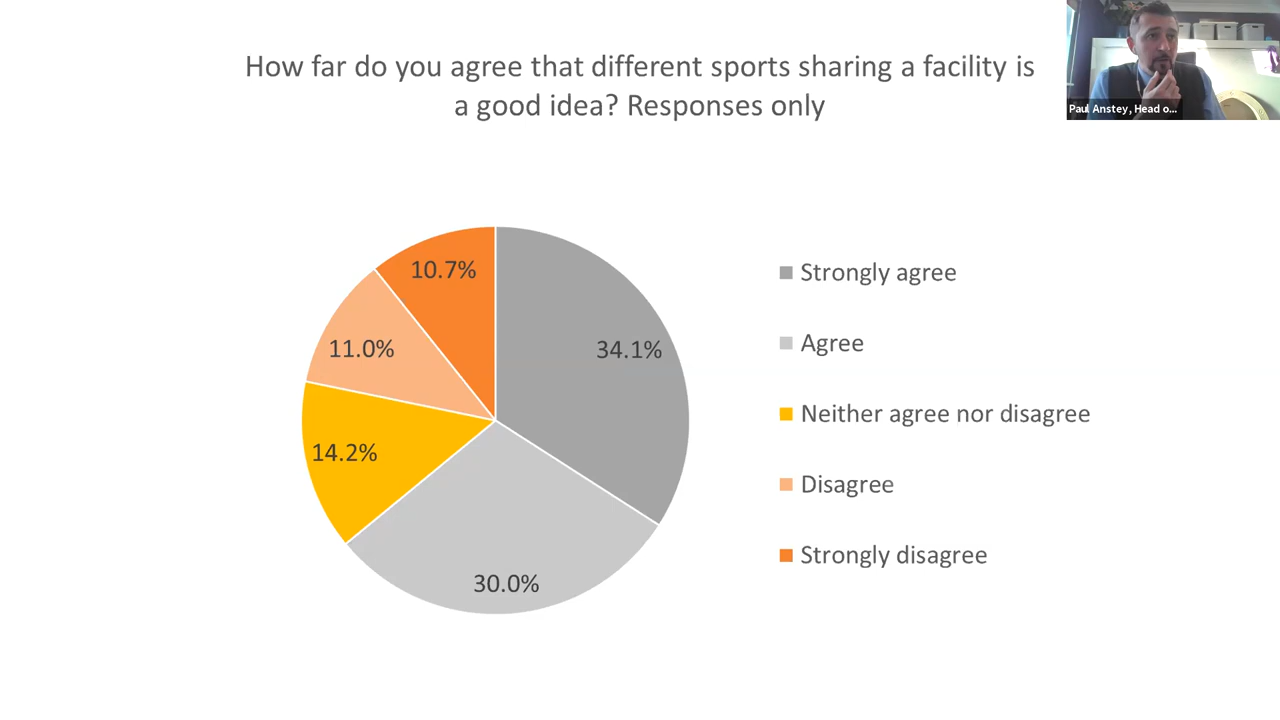 How far do you agree that different sports sharing a facility is
a good idea? Responses only
Paul Anstey, Head o...
10.7%
34.1%
11.0%
14.2%
30.0%
Strongly agree
Agree
Neither agree nor disagree
Disagree
Strongly disagree